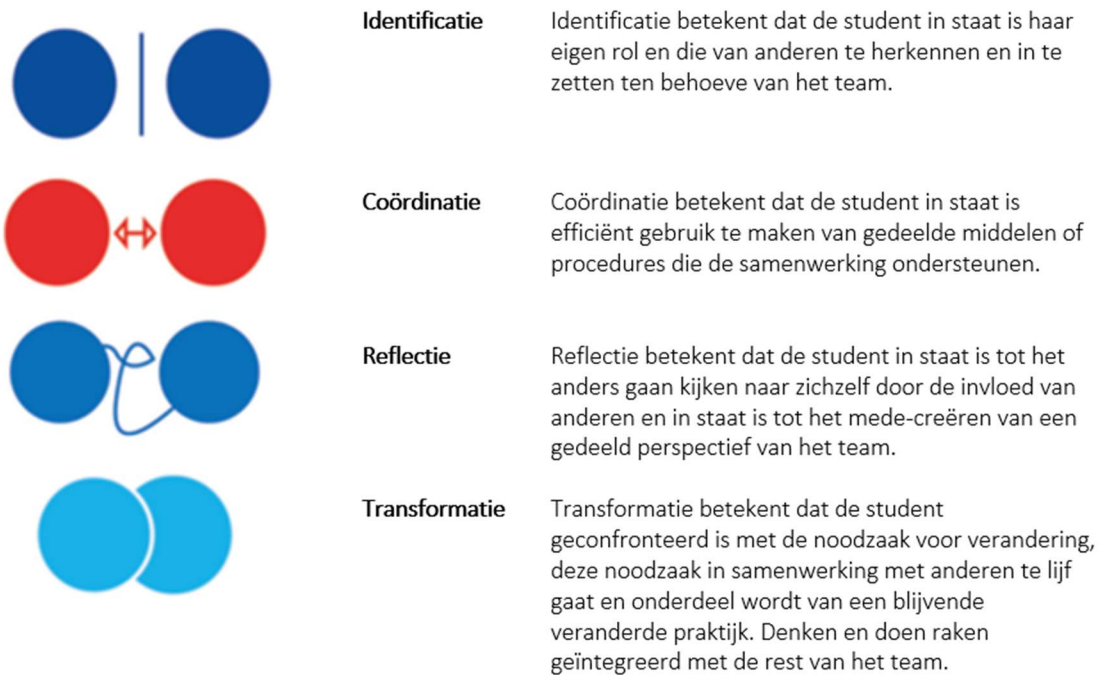 Identificatie Identificatie betekent dat de student in staat is haar
eigen rol en die van anderen te herkennen en in te
zetten ten behoeve van het team.
Coördinatie Coördinatie betekent dat de student in staat is
efficiënt gebruik te maken van gedeelde middelen of
procedures die de samenwerking ondersteunen.
Reflectie Reflectie betekent dat de student in staat is tot het
anders gaan kijken naar zichzelf door de invloed van
anderen en in staat is tot het mede-creëren van een
gedeeld perspectief van het team.
Transformatie Transformatie betekent dat de student
geconfronteerd is met de noodzaak voor verandering,
deze noodzaak in samenwerking met anderen te lijf
gaat en onderdeel wordt van een blijvende
veranderde praktijk. Denken en doen raken
geïntegreerd met de rest van het team.